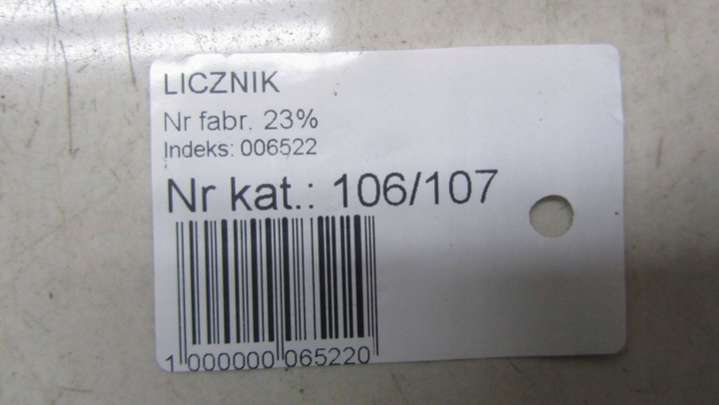 LICZNIK
Nr fabr. 23%
Indeks: 006522
Nr kat.: 106/107
1 000000 065220